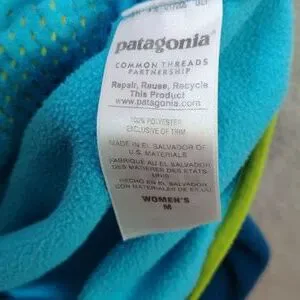 patagonia®
COMMON THREADS
PARTNERSHIP
Repair, Reuse, Recycle
This Product
www.patagonia.com
100% POLYESTER
EXCLUSIVE OF TRIM
MADE IN EL SALVADOR OF
U.S. MATERIALS
FABRIQUÉ AU EL SALVADOR
DES MATIÈRES DES ÉTATS
UNIS
HECHO EN EL SALVADOR
CON MATERIALES DE EE.UU.
WOMEN'S
M